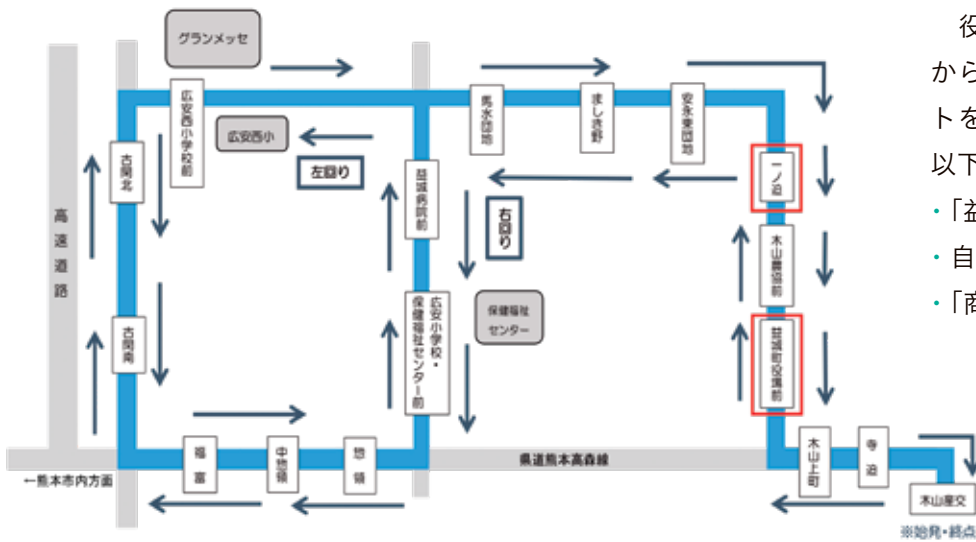 グランメッセ
広安西小学校前
広安西小
左回り
馬水団地
ましき野
安永東団地
一ノ迫
木山農協前
益城町役場前
古閑北
古閑南
高速道路
益城病院前
右回り
広安小学校・
保健福祉センター前
保健福祉
センター
福富
中惣領
惣領
県道熊本高森線
←熊本市内方面
木山上町
寺迫
木山産交
※始発・終点
役
から
トを
以下
・「益
・自
・「商